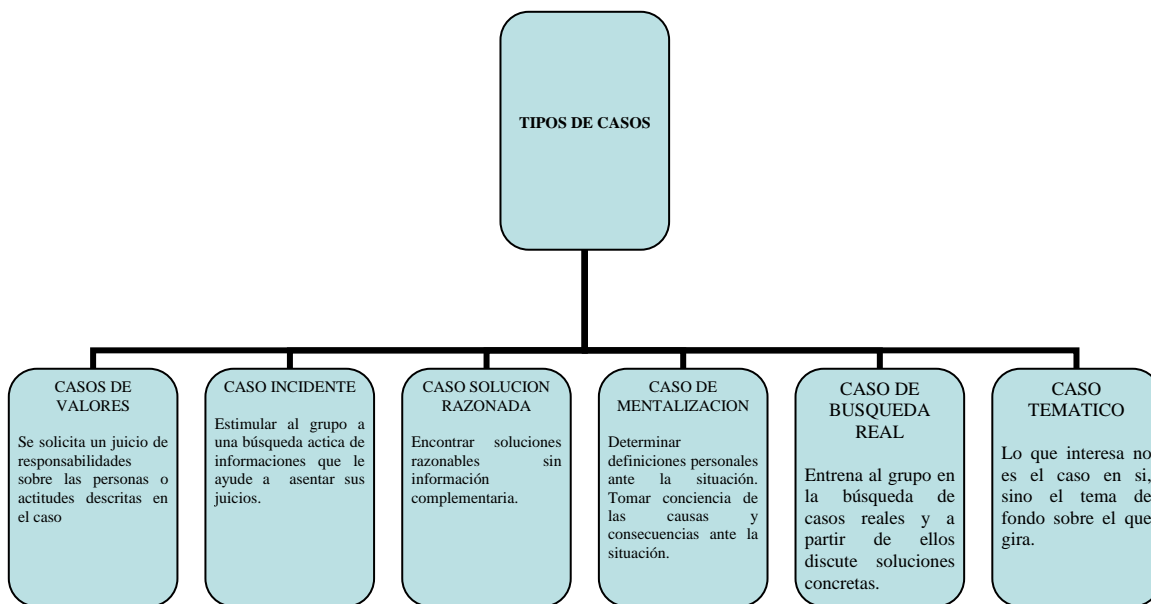 TIPOS DE CASOS
CASOS DE
VALORES
Se solicita un juicio de
responsabilidades
sobre las personas o
actitudes descritas en
el caso
CASO INCIDENTE
Estimular al grupo a
una búsqueda actica de
informaciones que le
ayude a asentar sus
juicios.
CASO SOLUCION
RAZONADA
Encontrar soluciones
razonables sin
información
complementaria.
CASO DE
MENTALIZACION
Determinar
definiciones personales
ante la situación.
Tomar conciencia de
las causas y
consecuencias ante la
situación.
CASO DE
BUSQUEDA
REAL
Entrena al grupo en
la búsqueda de
casos reales y a
partir de ellos
discute soluciones
concretas.
CASO
TEMATICO
Lo que interesa no
es el caso en si,
sino el tema de
fondo sobre el que
gira.